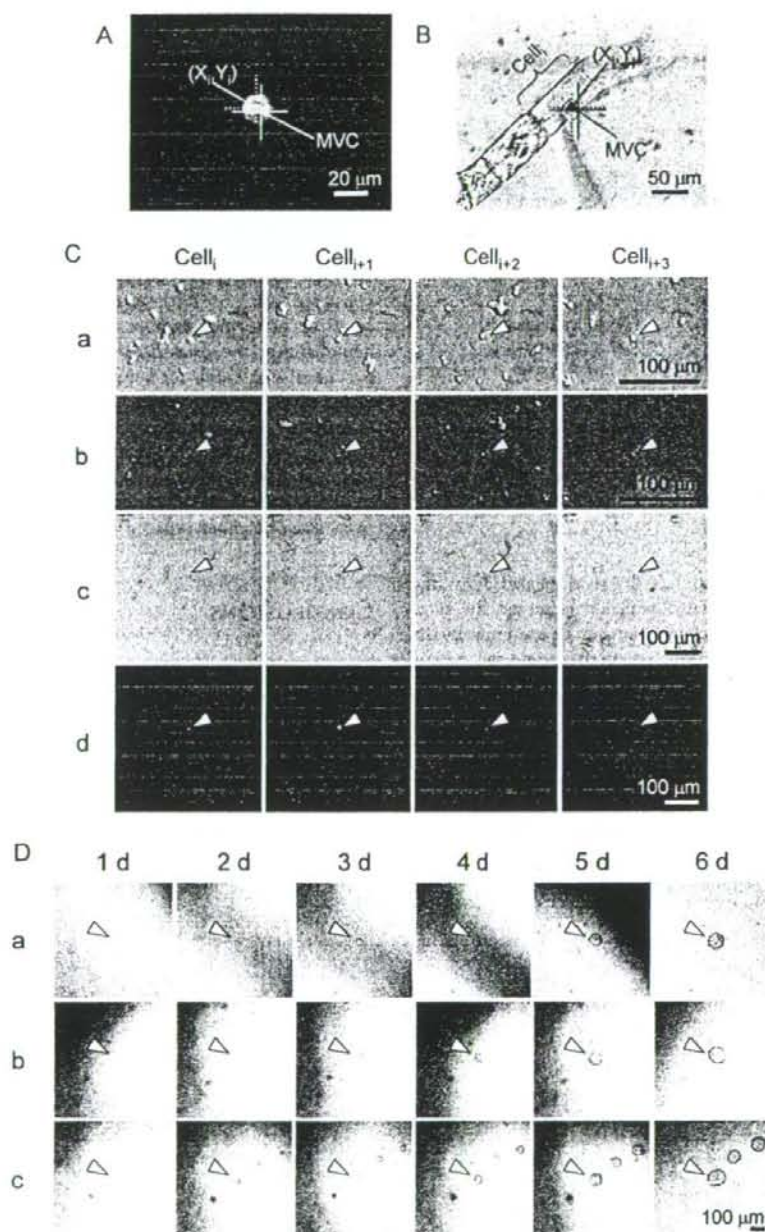 A
(Xi,Yi)
MVC
20 μm
B
Celli
(Xi,Yi)
MVC
50 μm
C
Celli Celli+1 Celli+2 Celli+3
a
100 μm
b
100 μm
c
100 μm
d
100 μm
D
1 d 2 d 3 d 4 d 5 d 6 d
a
b
c
100 μm